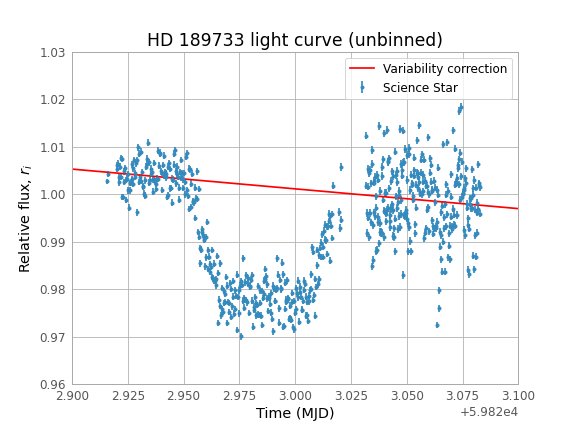 HD 189733 light curve (unbinned)
1.03
1.02
1.01
1.00
0.99
0.98
0.97
0.96
Relative flux, rᵢ
Variability correction
Science Star
2.900 2.925 2.950 2.975 3.000 3.025 3.050 3.075 3.100
+5.982e4
Time (MJD)